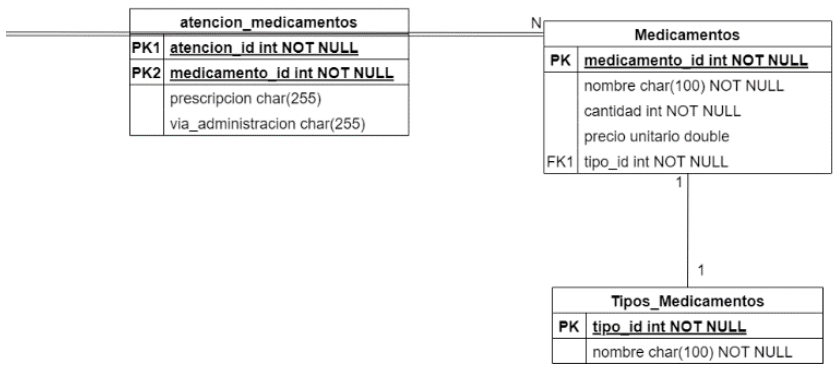 atencion_medicamentos
PK1 atencion_id int NOT NULL
PK2 medicamento_id int NOT NULL
prescripcion char(255)
via_administracion char(255)
N
Medicamentos
PK medicamento_id int NOT NULL
nombre char(100) NOT NULL
cantidad int NOT NULL
precio unitario double
FK1 tipo_id int NOT NULL
1
1
Tipos_Medicamentos
PK tipo_id int NOT NULL
nombre char(100) NOT NULL